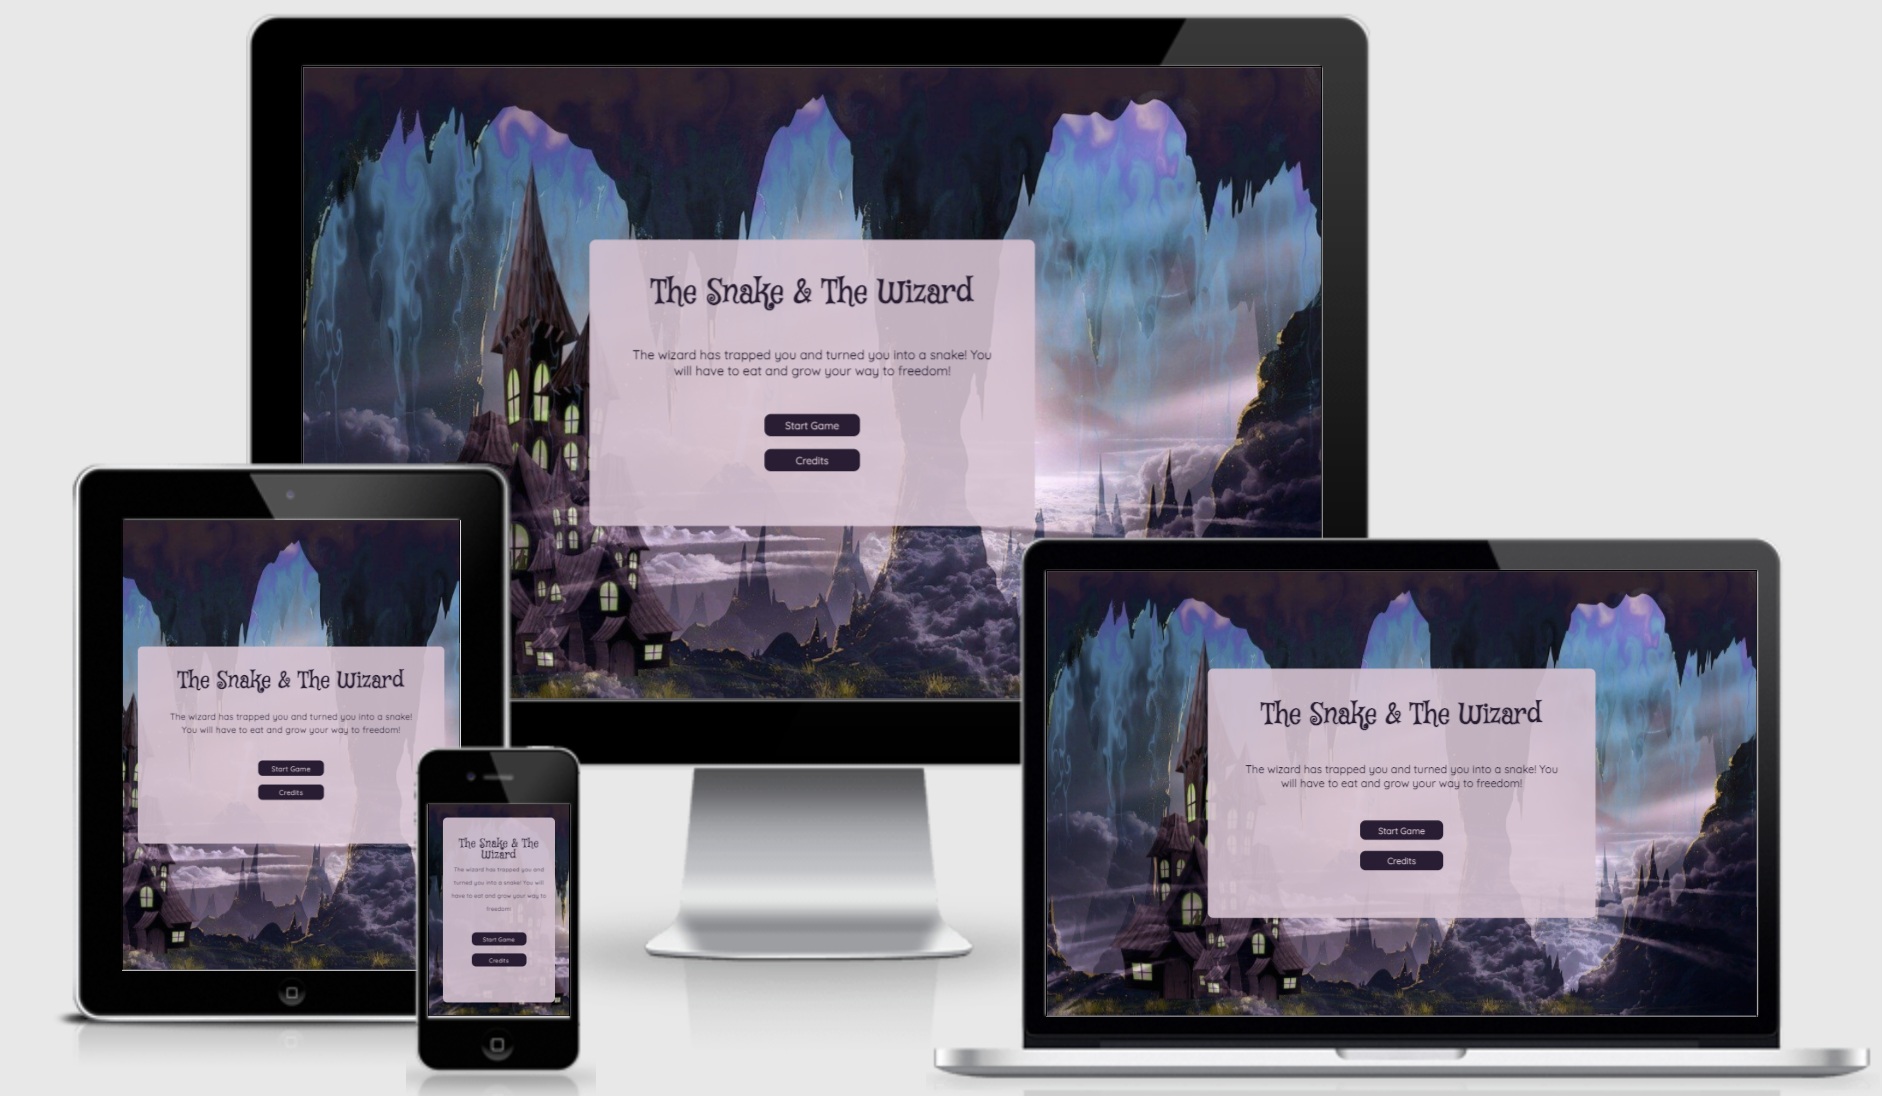 The Snake & The Wizard
The wizard has trapped you and turned you into a snake! You
will have to eat and grow your way to freedom!
Start Game
Credits
The Snake & The Wizard
The wizard has trapped you and turned you into a snake!
You will have to eat and grow your way to freedom!
Start Game
Credits
The Snake & The
Wizard
The wizard has trapped you and
turned you into a snake! You will
have to eat and grow your way to
freedom!
Start Game
Credits
The Snake & The Wizard
The wizard has trapped you and turned you into a snake! You
will have to eat and grow your way to freedom!
Start Game
Credits